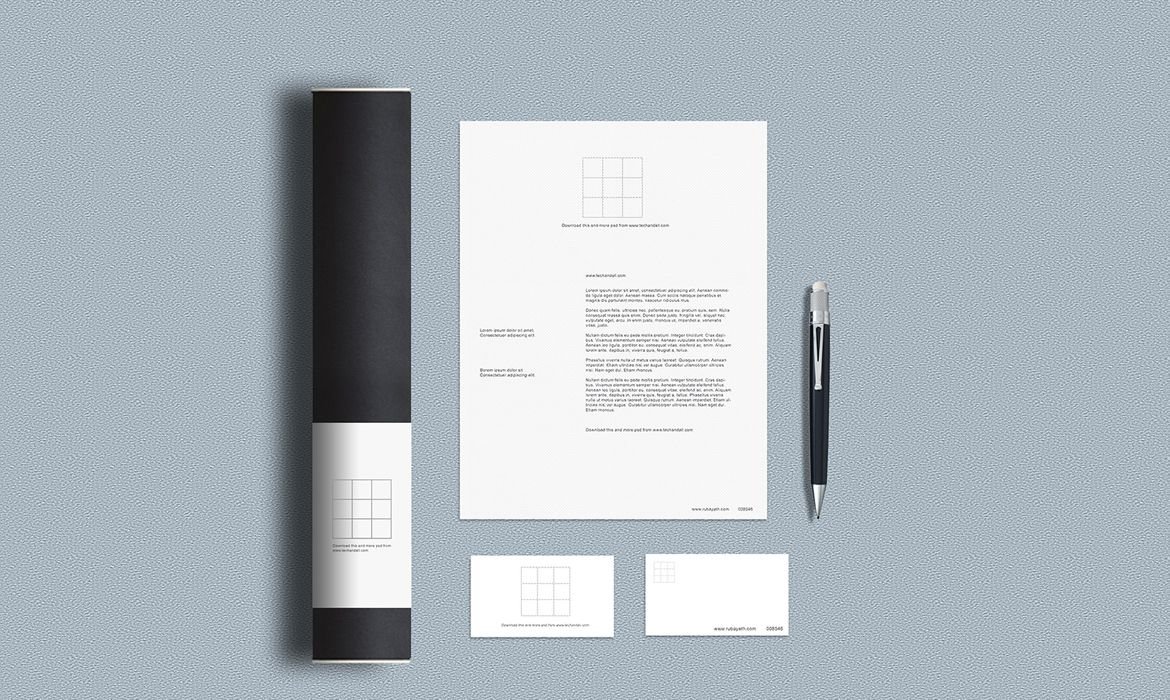 Download this and more psd from www.techandall.com
www.techandall.com
Lorem ipsum dolor sit amet, consectetuer adipiscing elit. Aenean commo-
do ligula eget dolor. Aenean massa. Cum sociis natoque penatibus et
magnis dis parturient montes, nascetur ridiculus mus.
Donec quam felis, ultricies nec, pellentesque eu, pretium quis, sem. Nulla
consequat massa quis enim. Donec pede justo, fringilla vel, aliquet nec,
vulputate eget, arcu. In enim justo, rhoncus ut, imperdiet a, venenatis
vitae, justo.
Lorem ipsum dolor sit amet,
Consectetuer adipiscing elit
Nullam dictum felis eu pede mollis pretium. Integer tincidunt. Cras dapi-
bus. Vivamus elementum semper nisi. Aenean vulputate eleifend tellus.
Aenean leo ligula, porttitor eu, consequat vitae, eleifend ac, enim. Aliquam
lorem ante, dapibus in, viverra quis, feugiat a, tellus.
Phasellus viverra nulla ut metus varius laoreet. Quisque rutrum. Aenean
imperdiet. Etiam ultricies nisi vel augue. Curabitur ullamcorper ultricies
nisi. Nam eget dui. Etiam rhoncus.
Borem ipsum dolor sit
Consectetuer adipiscing elit
Nullam dictum felis eu pede mollis pretium. Integer tincidunt. Cras dapi-
bus. Vivamus elementum semper nisi. Aenean vulputate eleifend tellus.
Aenean leo ligula, porttitor eu, consequat vitae, eleifend ac, enim. Aliquam
lorem ante, dapibus in, viverra quis, feugiat a, tellus. Phasellus viverra
nulla ut metus varius laoreet. Quisque rutrum. Aenean imperdiet. Etiam ul-
tricies nisi vel augue. Curabitur ullamcorper ultricies nisi. Nam eget dui.
Etiam rhoncus.
Download this and more psd from www.techandall.com
www.rubayath.com 008346
Download this and more psd from
www.techandall.com
Download this and more psd from www.techandall.com
www.rubayath.com 008346